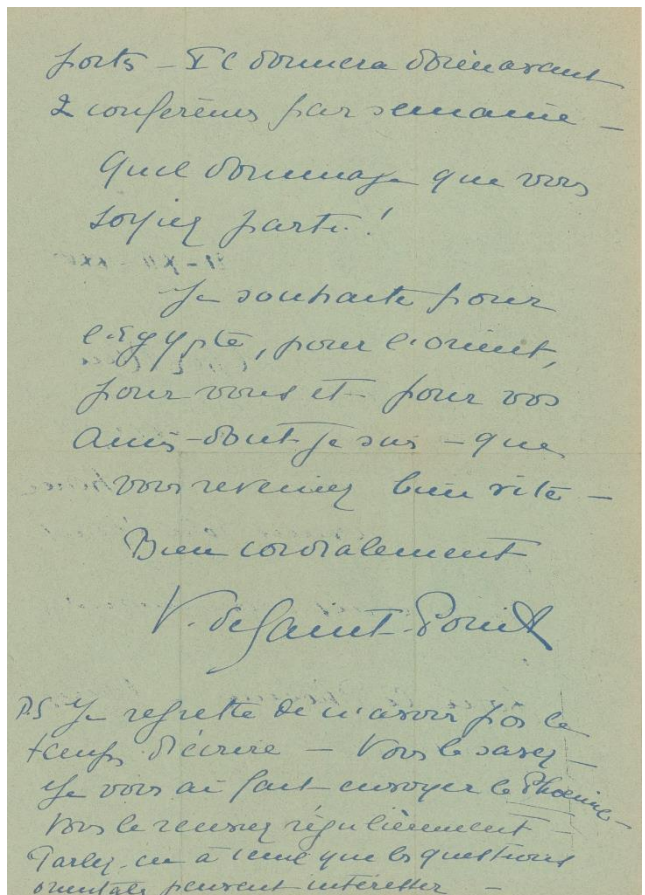 forts – Il donnera dorénavant
2 conférences par semaine –
Quel dommage que vous
soyiez parti !
Je souhaite pour
l'Égypte, pour l'orient,
pour vous et pour vos
amis – dont je suis – que
vous reveniez bien vite –
Bien cordialement
V. de Saint-Point
P.S Je regrette de n'avoir pas le
temps d'écrire – Vous le savez –
Je vous ai fait envoyer le Phoenix –
Vous le recevrez régulièrement –
Parlez-en à ceux que les questions
orientales peuvent intéresser –